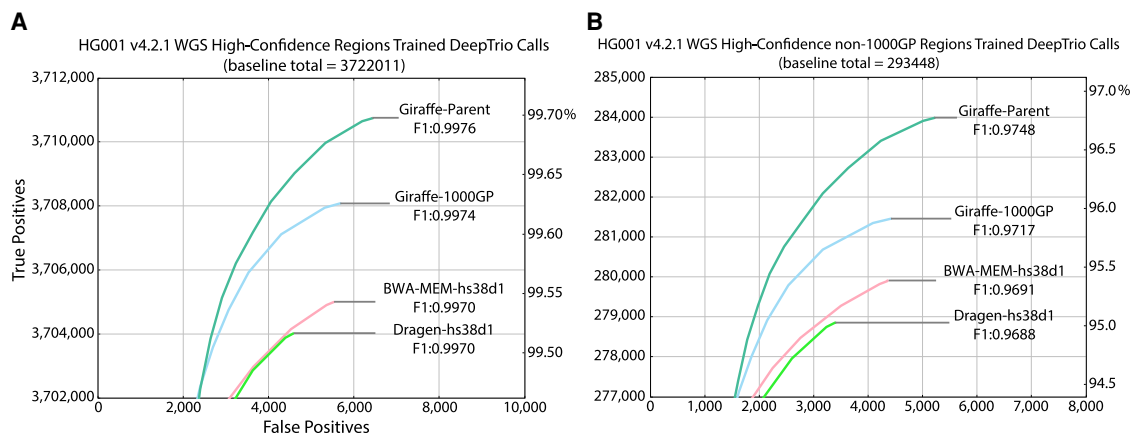 A
HG001 v4.2.1 WGS High-Confidence Regions Trained DeepTrio Calls
(baseline total = 3722011)
True Positives
3,712,000
3,710,000
3,708,000
3,706,000
3,704,000
3,702,000
0
2,000
4,000
6,000
8,000
10,000
False Positives
99.70%
99.65
99.60
99.55
99.50
Giraffe-Parent
F1:0.9976
Giraffe-1000GP
F1:0.9974
BWA-MEM-hs38d1
F1:0.9970
Dragen-hs38d1
F1:0.9970
B
HG001 v4.2.1 WGS High-Confidence non-1000GP Regions Trained DeepTrio Calls
(baseline total = 293448)
285,000
284,000
283,000
282,000
281,000
280,000
279,000
278,000
277,000
0
1,000
2,000
3,000
4,000
5,000
6,000
7,000
8,000
97.0%
96.5
96.0
95.5
95.0
94.5
Giraffe-Parent
F1:0.9748
Giraffe-1000GP
F1:0.9717
BWA-MEM-hs38d1
F1:0.9691
Dragen-hs38d1
F1:0.9688